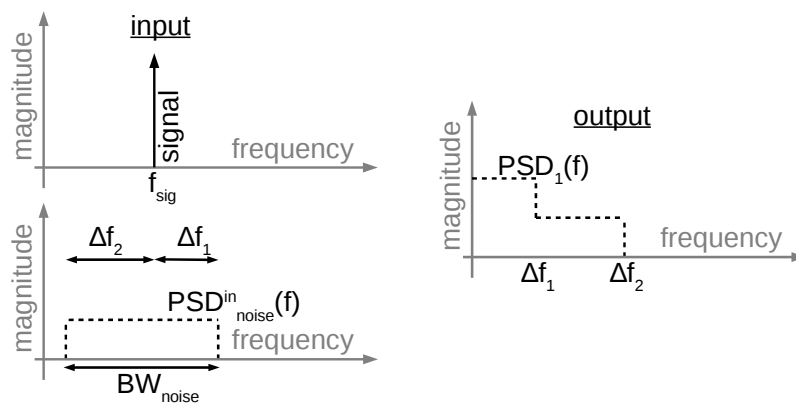 input
magnitude
signal
frequency
f_sig
Δf_2
Δf_1
magnitude
PSD^in_noise(f)
frequency
BW_noise
output
magnitude
PSD_1(f)
frequency
Δf_1
Δf_2